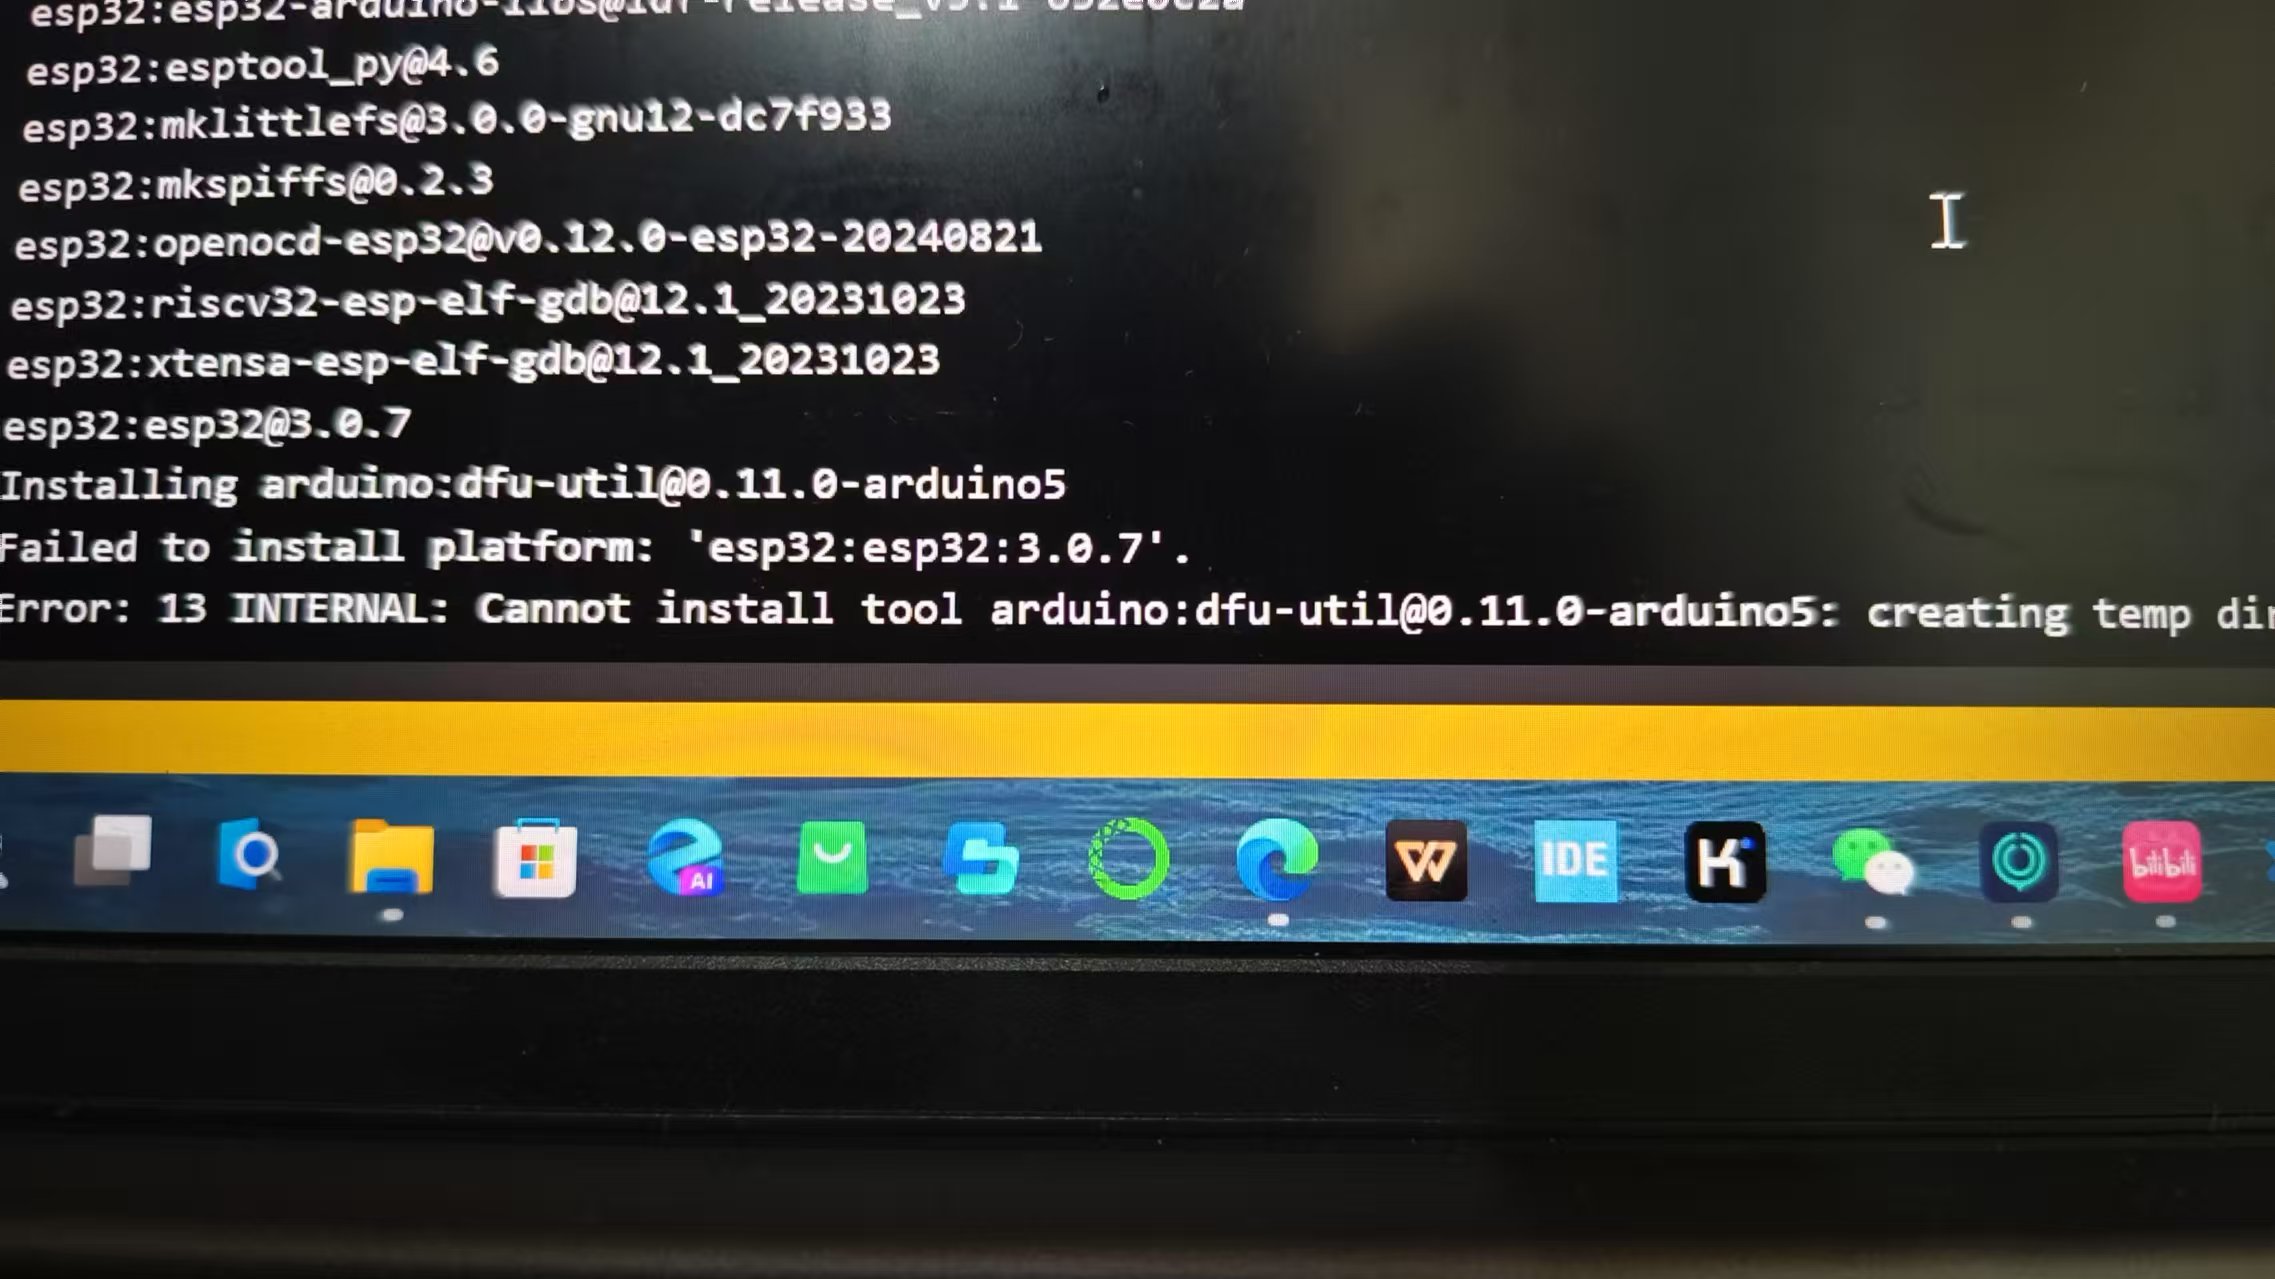 esp32:esp32-arduino-libs@idf-release_v5.1-632e0c2a
esp32:esptool_py@4.6
esp32:mklittlefs@3.0.0-gnu12-dc7f933
esp32:mkspiffs@0.2.3
esp32:openocd-esp32@v0.12.0-esp32-20240821
esp32:riscv32-esp-elf-gdb@12.1_20231023
esp32:xtensa-esp-elf-gdb@12.1_20231023
esp32:esp32@3.0.7
Installing arduino:dfu-util@0.11.0-arduino5
Failed to install platform: 'esp32:esp32:3.0.7'.
Error: 13 INTERNAL: Cannot install tool arduino:dfu-util@0.11.0-arduino5: creating temp dir
AI
IDE
bilibili